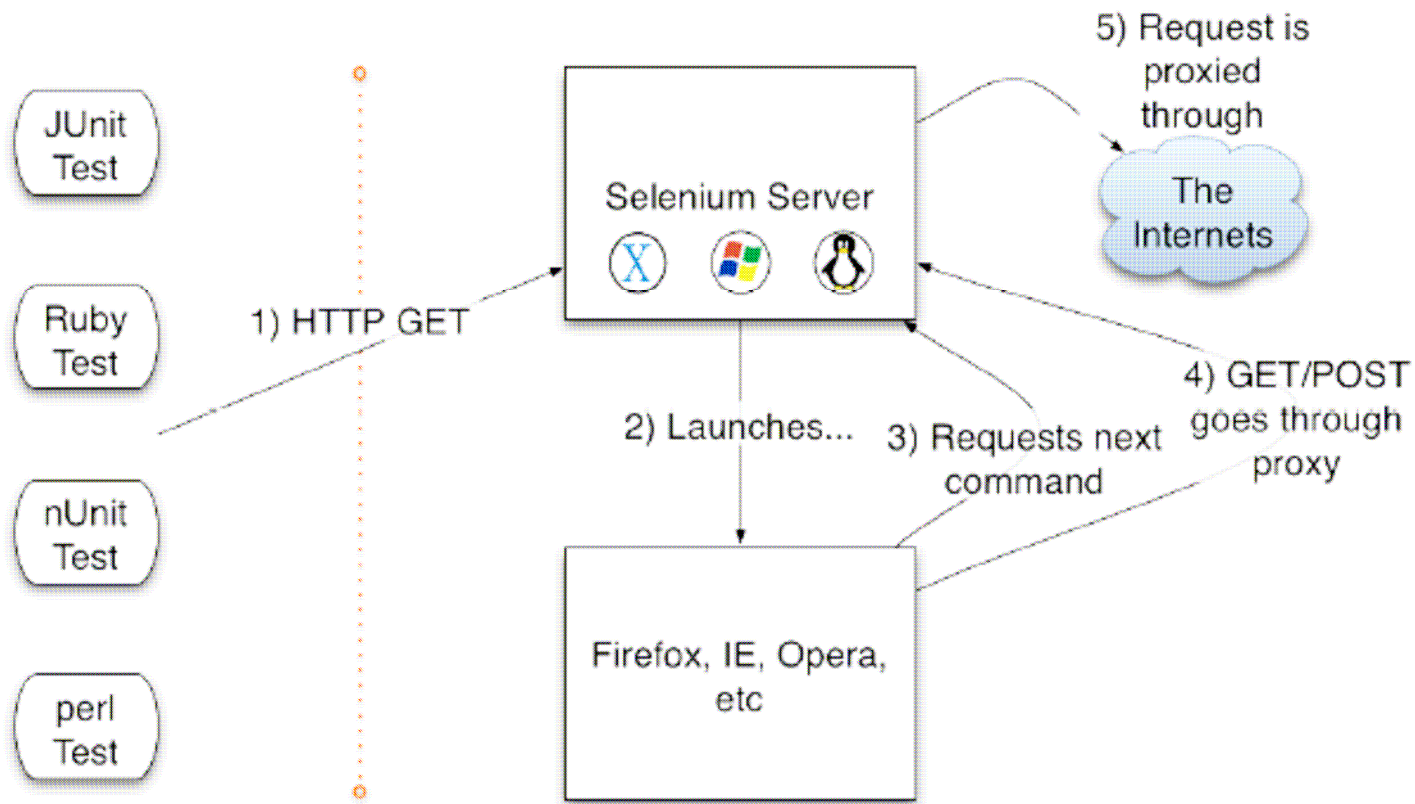 JUnit
Test
Ruby
Test
nUnit
Test
perl
Test
1) HTTP GET
Selenium Server
X
2) Launches...
Firefox, IE, Opera,
etc
3) Requests next
command
4) GET/POST
goes through
proxy
5) Request is
proxied
through
The
Internets